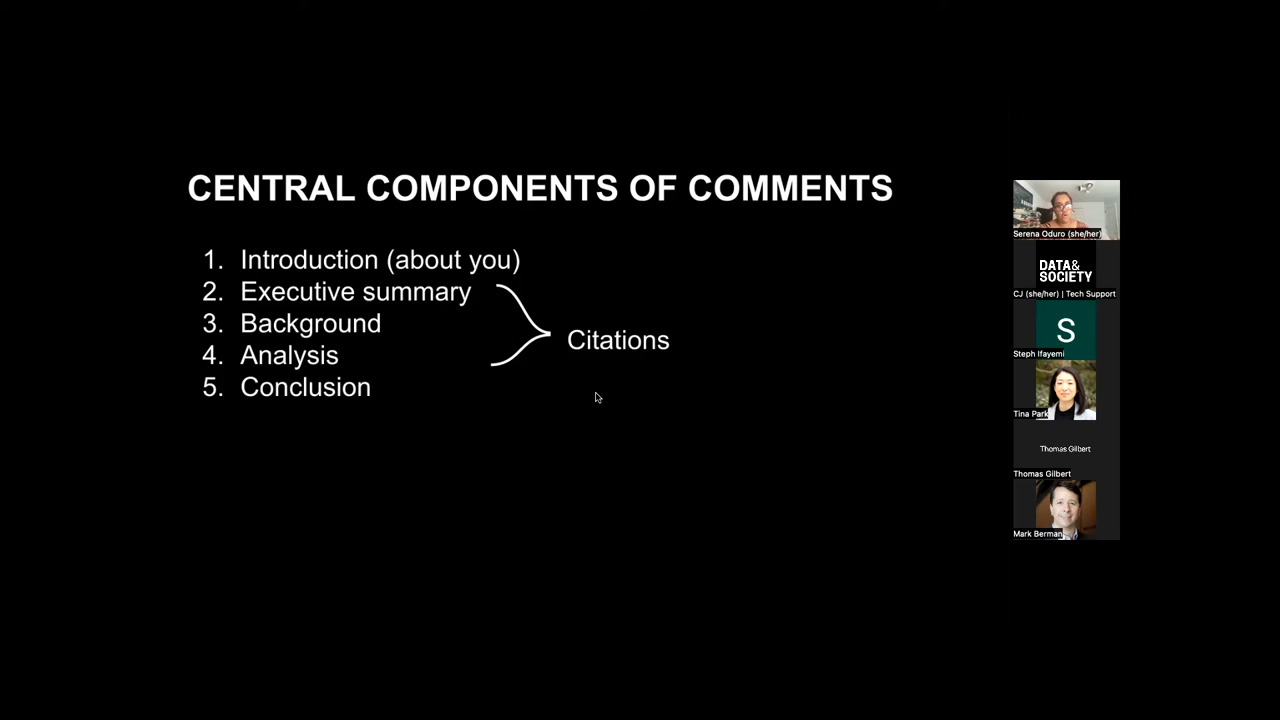 CENTRAL COMPONENTS OF COMMENTS
1. Introduction (about you)
2. Executive summary
3. Background
4. Analysis
5. Conclusion
Citations
Serena Oduro (she/her)
DATA&
SOCIETY
CJ (she/her) | Tech Support
S
Steph Ifayemi
Tina Park
Thomas Gilbert
Thomas Gilbert
Mark Berman